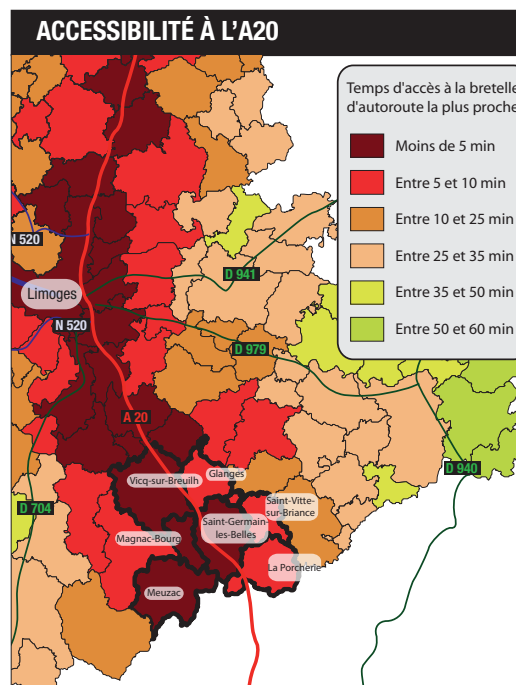 ACCESSIBILITÉ À L'A20
Temps d'accès à la bretelle
d'autoroute la plus proche
Moins de 5 min
Entre 5 et 10 min
Entre 10 et 25 min
Entre 25 et 35 min
Entre 35 et 50 min
Entre 50 et 60 min
N 520
D 941
Limoges
N 520
D 979
A 20
D 940
Glanges
Vicq-sur-Breuilh
D 704
Saint-Vitte-
sur-Briance
Saint-Germain-
les-Belles
Magnac-Bourg
La Porcherie
Meuzac